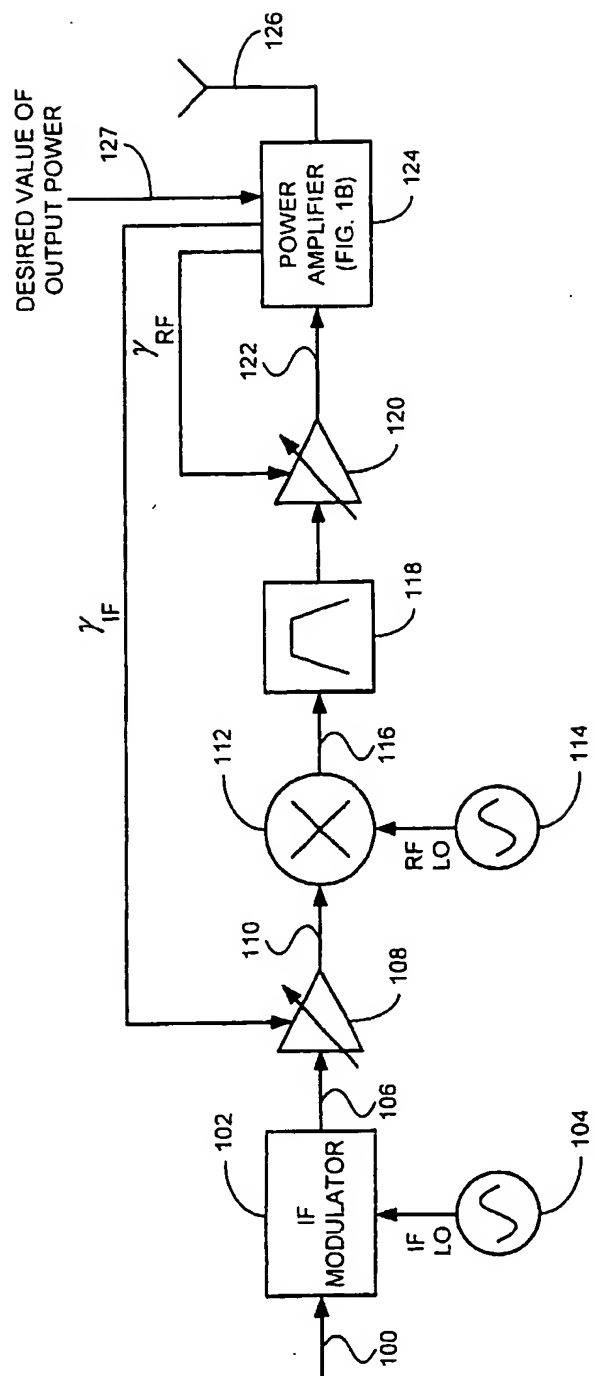 DESIRED VALUE OF
OUTPUT POWER
127
126
γIF
γRF
POWER
AMPLIFIER
(FIG. 1B)
124
122
120
118
116
112
RF
LO
114
110
108
106
102
IF
MODULATOR
IF
LO
104
100